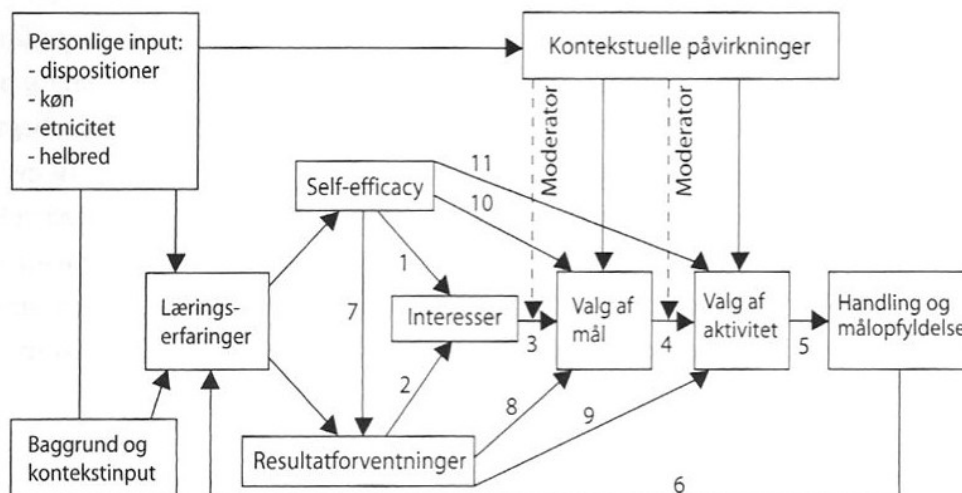 Personlige input:
- dispositioner
- køn
- etnicitet
- helbred
Kontekstuelle påvirkninger
Moderator
Moderator
11
Self-efficacy
10
1
Lærings-
erfaringer
7
Interesser
3
Valg af
mål
4
Valg af
aktivitet
5
Handling og
målopfyldelse
2
8
9
Baggrund og
kontekstinput
Resultatforventninger
6